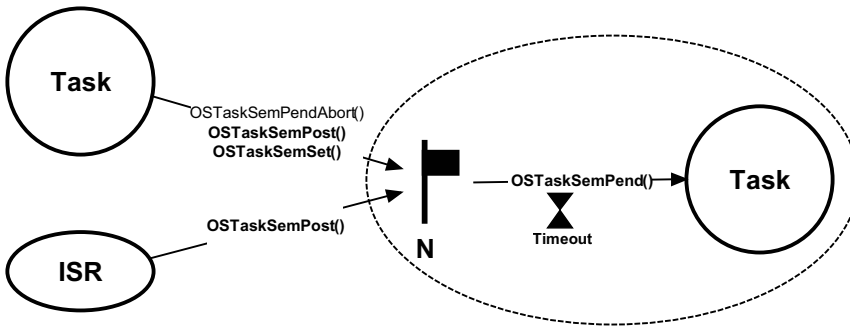 Task
OSTaskSemPendAbort()
OSTaskSemPost()
OSTaskSemSet()
OSTaskSemPost()
ISR
N
OSTaskSemPend()
Timeout
Task